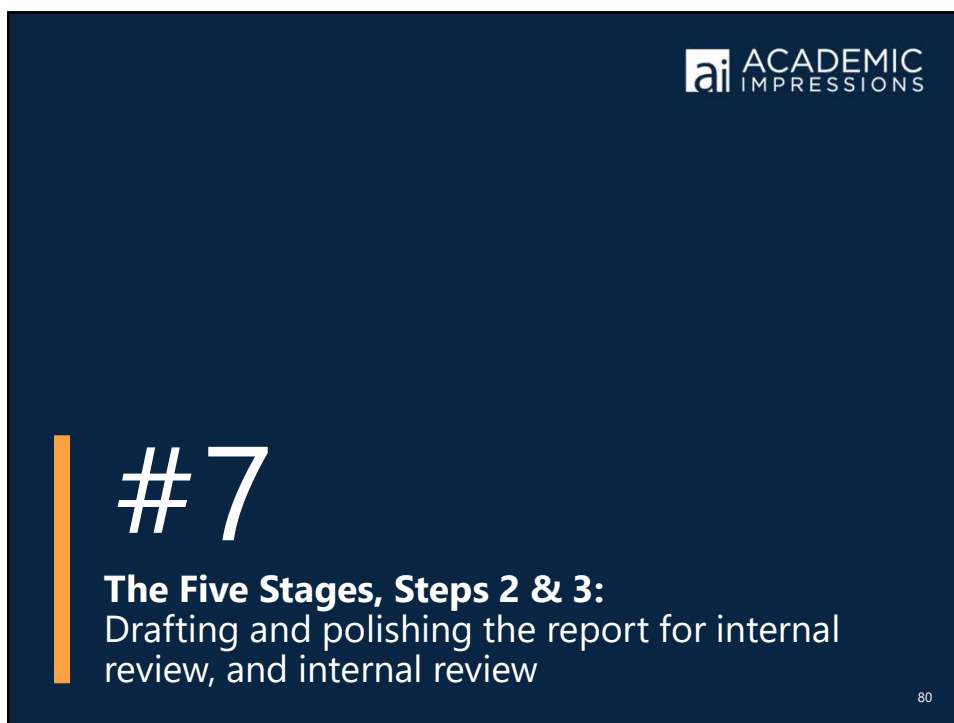 ai ACADEMIC
IMPRESSIONS
#7
The Five Stages, Steps 2 & 3:
Drafting and polishing the report for internal
review, and internal review
80